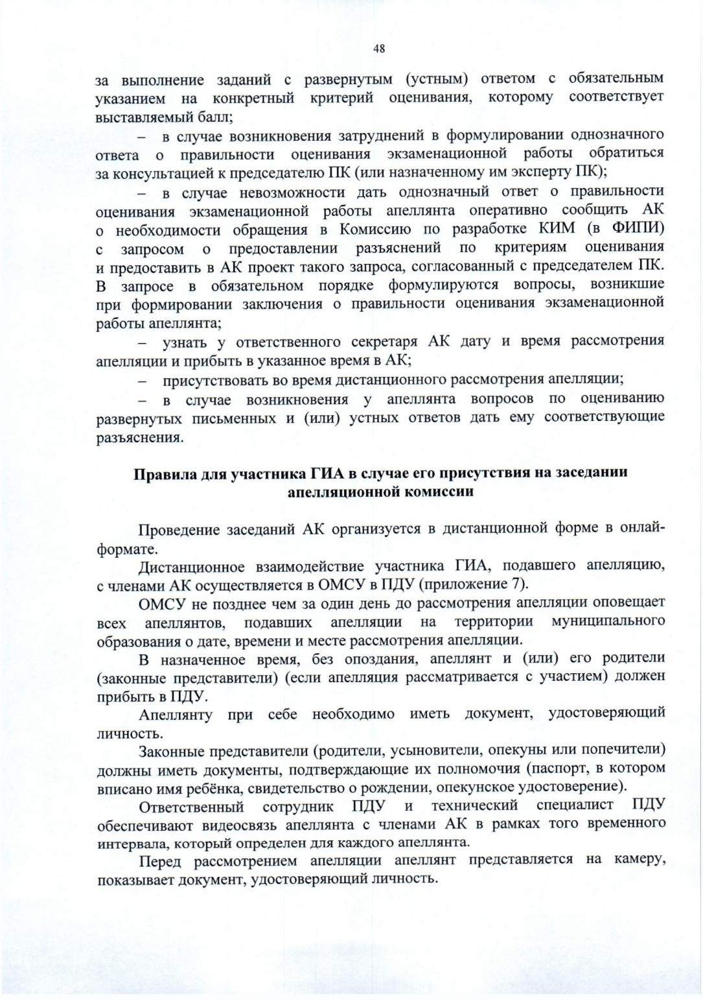 48
за выполнение заданий с развернутым (устным) ответом с обязательным
указанием на конкретный критерий оценивания, которому соответствует
выставляемый балл;
– в случае возникновения затруднений в формулировании однозначного
ответа о правильности оценивания экзаменационной работы обратиться
за консультацией к председателю ПК (или назначенному им эксперту ПК);
– в случае невозможности дать однозначный ответ о правильности
оценивания экзаменационной работы апеллянта оперативно сообщить АК
о необходимости обращения в Комиссию по разработке КИМ (в ФИПИ)
с запросом о предоставлении разъяснений по критериям оценивания
и предоставить в АК проект такого запроса, согласованный с председателем ПК.
В запросе в обязательном порядке формулируются вопросы, возникшие
при формировании заключения о правильности оценивания экзаменационной
работы апеллянта;
– узнать у ответственного секретаря АК дату и время рассмотрения
апелляции и прибыть в указанное время в АК;
– присутствовать во время дистанционного рассмотрения апелляции;
– в случае возникновения у апеллянта вопросов по оцениванию
развернутых письменных и (или) устных ответов дать ему соответствующие
разъяснения.
Правила для участника ГИА в случае его присутствия на заседании
апелляционной комиссии
Проведение заседаний АК организуется в дистанционной форме в онлай-
формате.
Дистанционное взаимодействие участника ГИА, подавшего апелляцию,
с членами АК осуществляется в ОМСУ в ПДУ (приложение 7).
ОМСУ не позднее чем за один день до рассмотрения апелляции оповещает
всех апеллянтов, подавших апелляции на территории муниципального
образования о дате, времени и месте рассмотрения апелляции.
В назначенное время, без опоздания, апеллянт и (или) его родители
(законные представители) (если апелляция рассматривается с участием) должен
прибыть в ПДУ.
Апеллянту при себе необходимо иметь документ, удостоверяющий
личность.
Законные представители (родители, усыновители, опекуны или попечители)
должны иметь документы, подтверждающие их полномочия (паспорт, в котором
вписано имя ребёнка, свидетельство о рождении, опекунское удостоверение).
Ответственный сотрудник ПДУ и технический специалист ПДУ
обеспечивают видеосвязь апеллянта с членами АК в рамках того временного
интервала, который определен для каждого апеллянта.
Перед рассмотрением апелляции апеллянт представляется на камеру,
показывает документ, удостоверяющий личность.